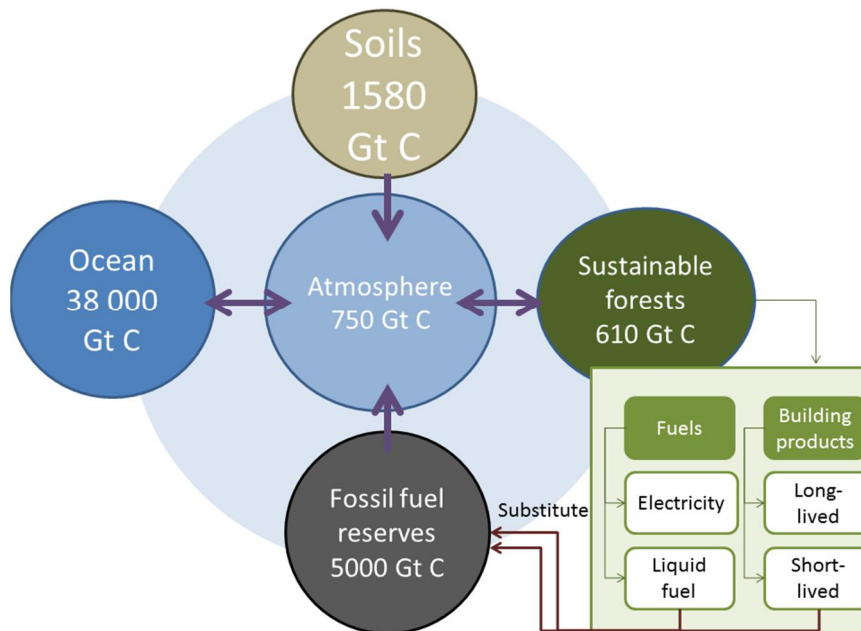 Soils
1580
Gt C
Ocean
38 000
Gt C
Atmosphere
750 Gt C
Sustainable
forests
610 Gt C
Fuels
Building
products
Electricity
Long-
lived
Liquid
fuel
Short-
lived
Fossil fuel
reserves
5000 Gt C
Substitute